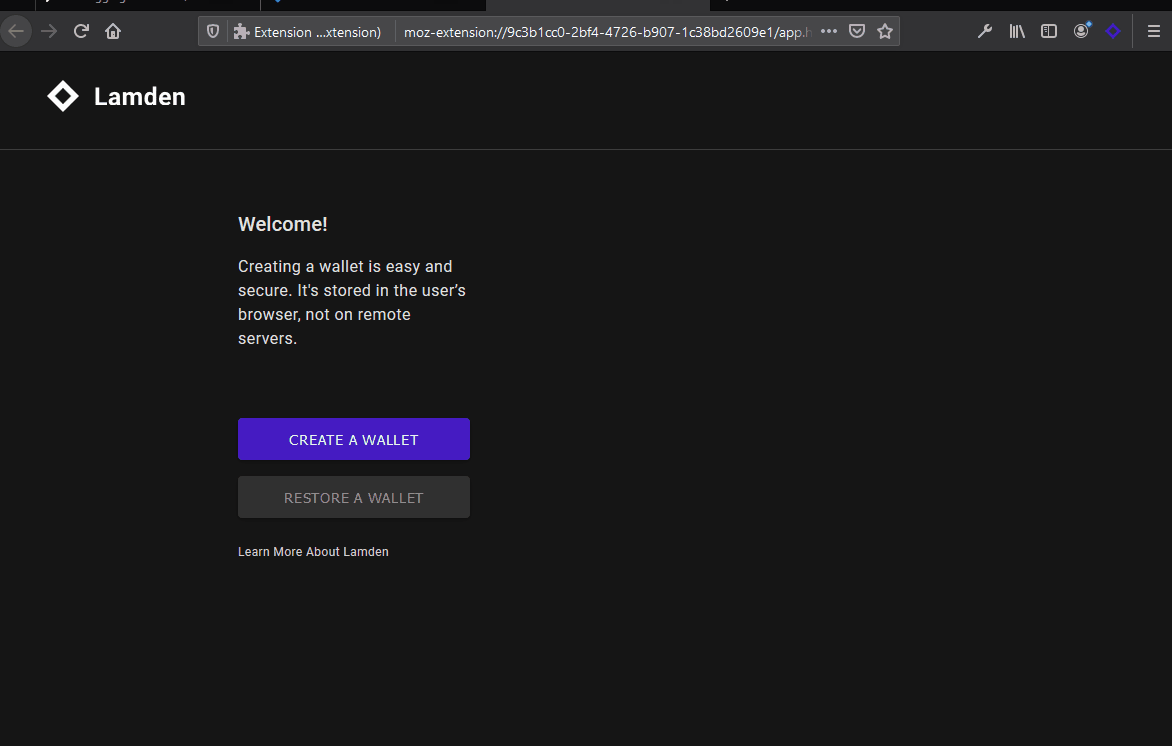 Extension ...xtension) moz-extension://9c3b1cc0-2bf4-4726-b907-1c38bd2609e1/app.h
Lamden
Welcome!
Creating a wallet is easy and
secure. It's stored in the user’s
browser, not on remote
servers.
CREATE A WALLET
RESTORE A WALLET
Learn More About Lamden